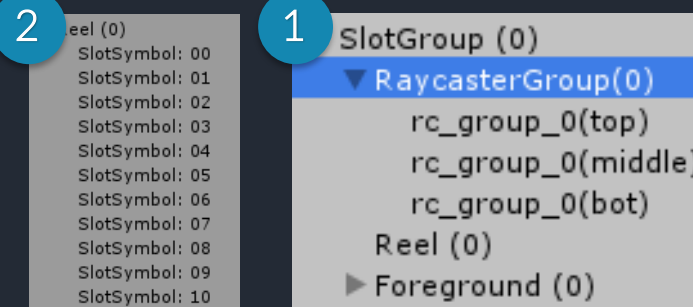 2
eel (0)
SlotSymbol: 00
SlotSymbol: 01
SlotSymbol: 02
SlotSymbol: 03
SlotSymbol: 04
SlotSymbol: 05
SlotSymbol: 06
SlotSymbol: 07
SlotSymbol: 08
SlotSymbol: 09
SlotSymbol: 10
1
SlotGroup (0)
RaycasterGroup(0)
rc_group_0(top)
rc_group_0(middle)
rc_group_0(bot)
Reel (0)
Foreground (0)